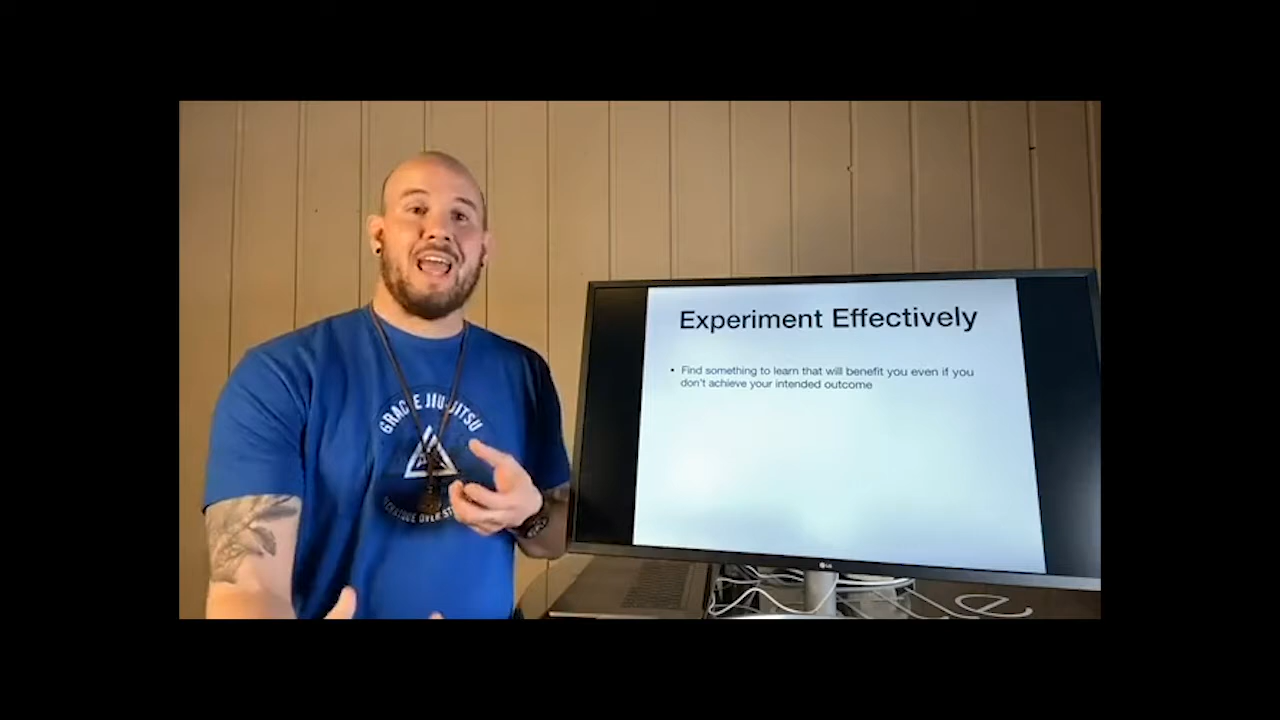 Experiment Effectively
• Find something to learn that will benefit you even if you
don't achieve your intended outcome
GRACIE JIU-JITSU
LG